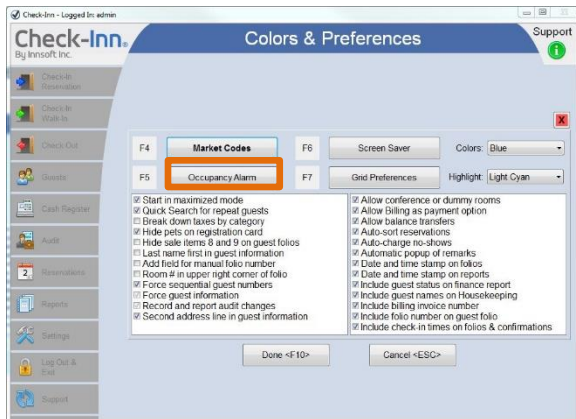 Check-Inn - Logged In: admin
Check-Inn®
By Innsoft Inc.
Colors & Preferences
Support
Check-In
Reservation
Check-In
Walk-In
Check Out
Guests
Cash Register
Audit
2
Reservations
Reports
Settings
Log Out &
Exit
Support
X
F4 Market Codes F6 Screen Saver Colors: Blue
F5 Occupancy Alarm F7 Grid Preferences Highlight: Light Cyan
Start in maximized mode
Quick Search for repeat guests
Break down taxes by category
Hide pets on registration card
Hide sale items 8 and 9 on guest folios
Last name first in guest information
Add field for manual folio number
Room # in upper right corner of folio
Force sequential guest numbers
Force guest information
Record and report audit changes
Second address line in guest information
Allow conference or dummy rooms
Allow Billing as payment option
Allow balance transfers
Auto-sort reservations
Auto-charge no-shows
Automatic popup of remarks
Date and time stamp on folios
Date and time stamp on reports
Include guest status on finance report
Include guest names on Housekeeping
Include billing invoice number
Include folio number on guest folio
Include check-in times on folios & confirmations
Done <F10> Cancel <ESC>